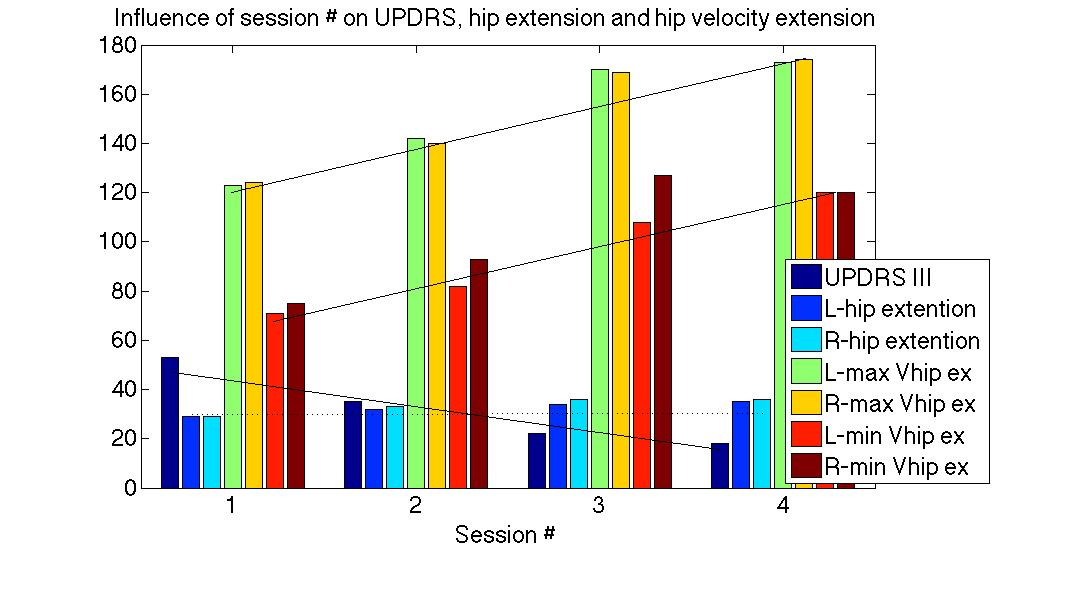 Influence of session # on UPDRS, hip extension and hip velocity extension
180
160
140
120
100
80
60
40
20
0
1 2 3 4
Session #
UPDRS III
L-hip extention
R-hip extention
L-max Vhip ex
R-max Vhip ex
L-min Vhip ex
R-min Vhip ex